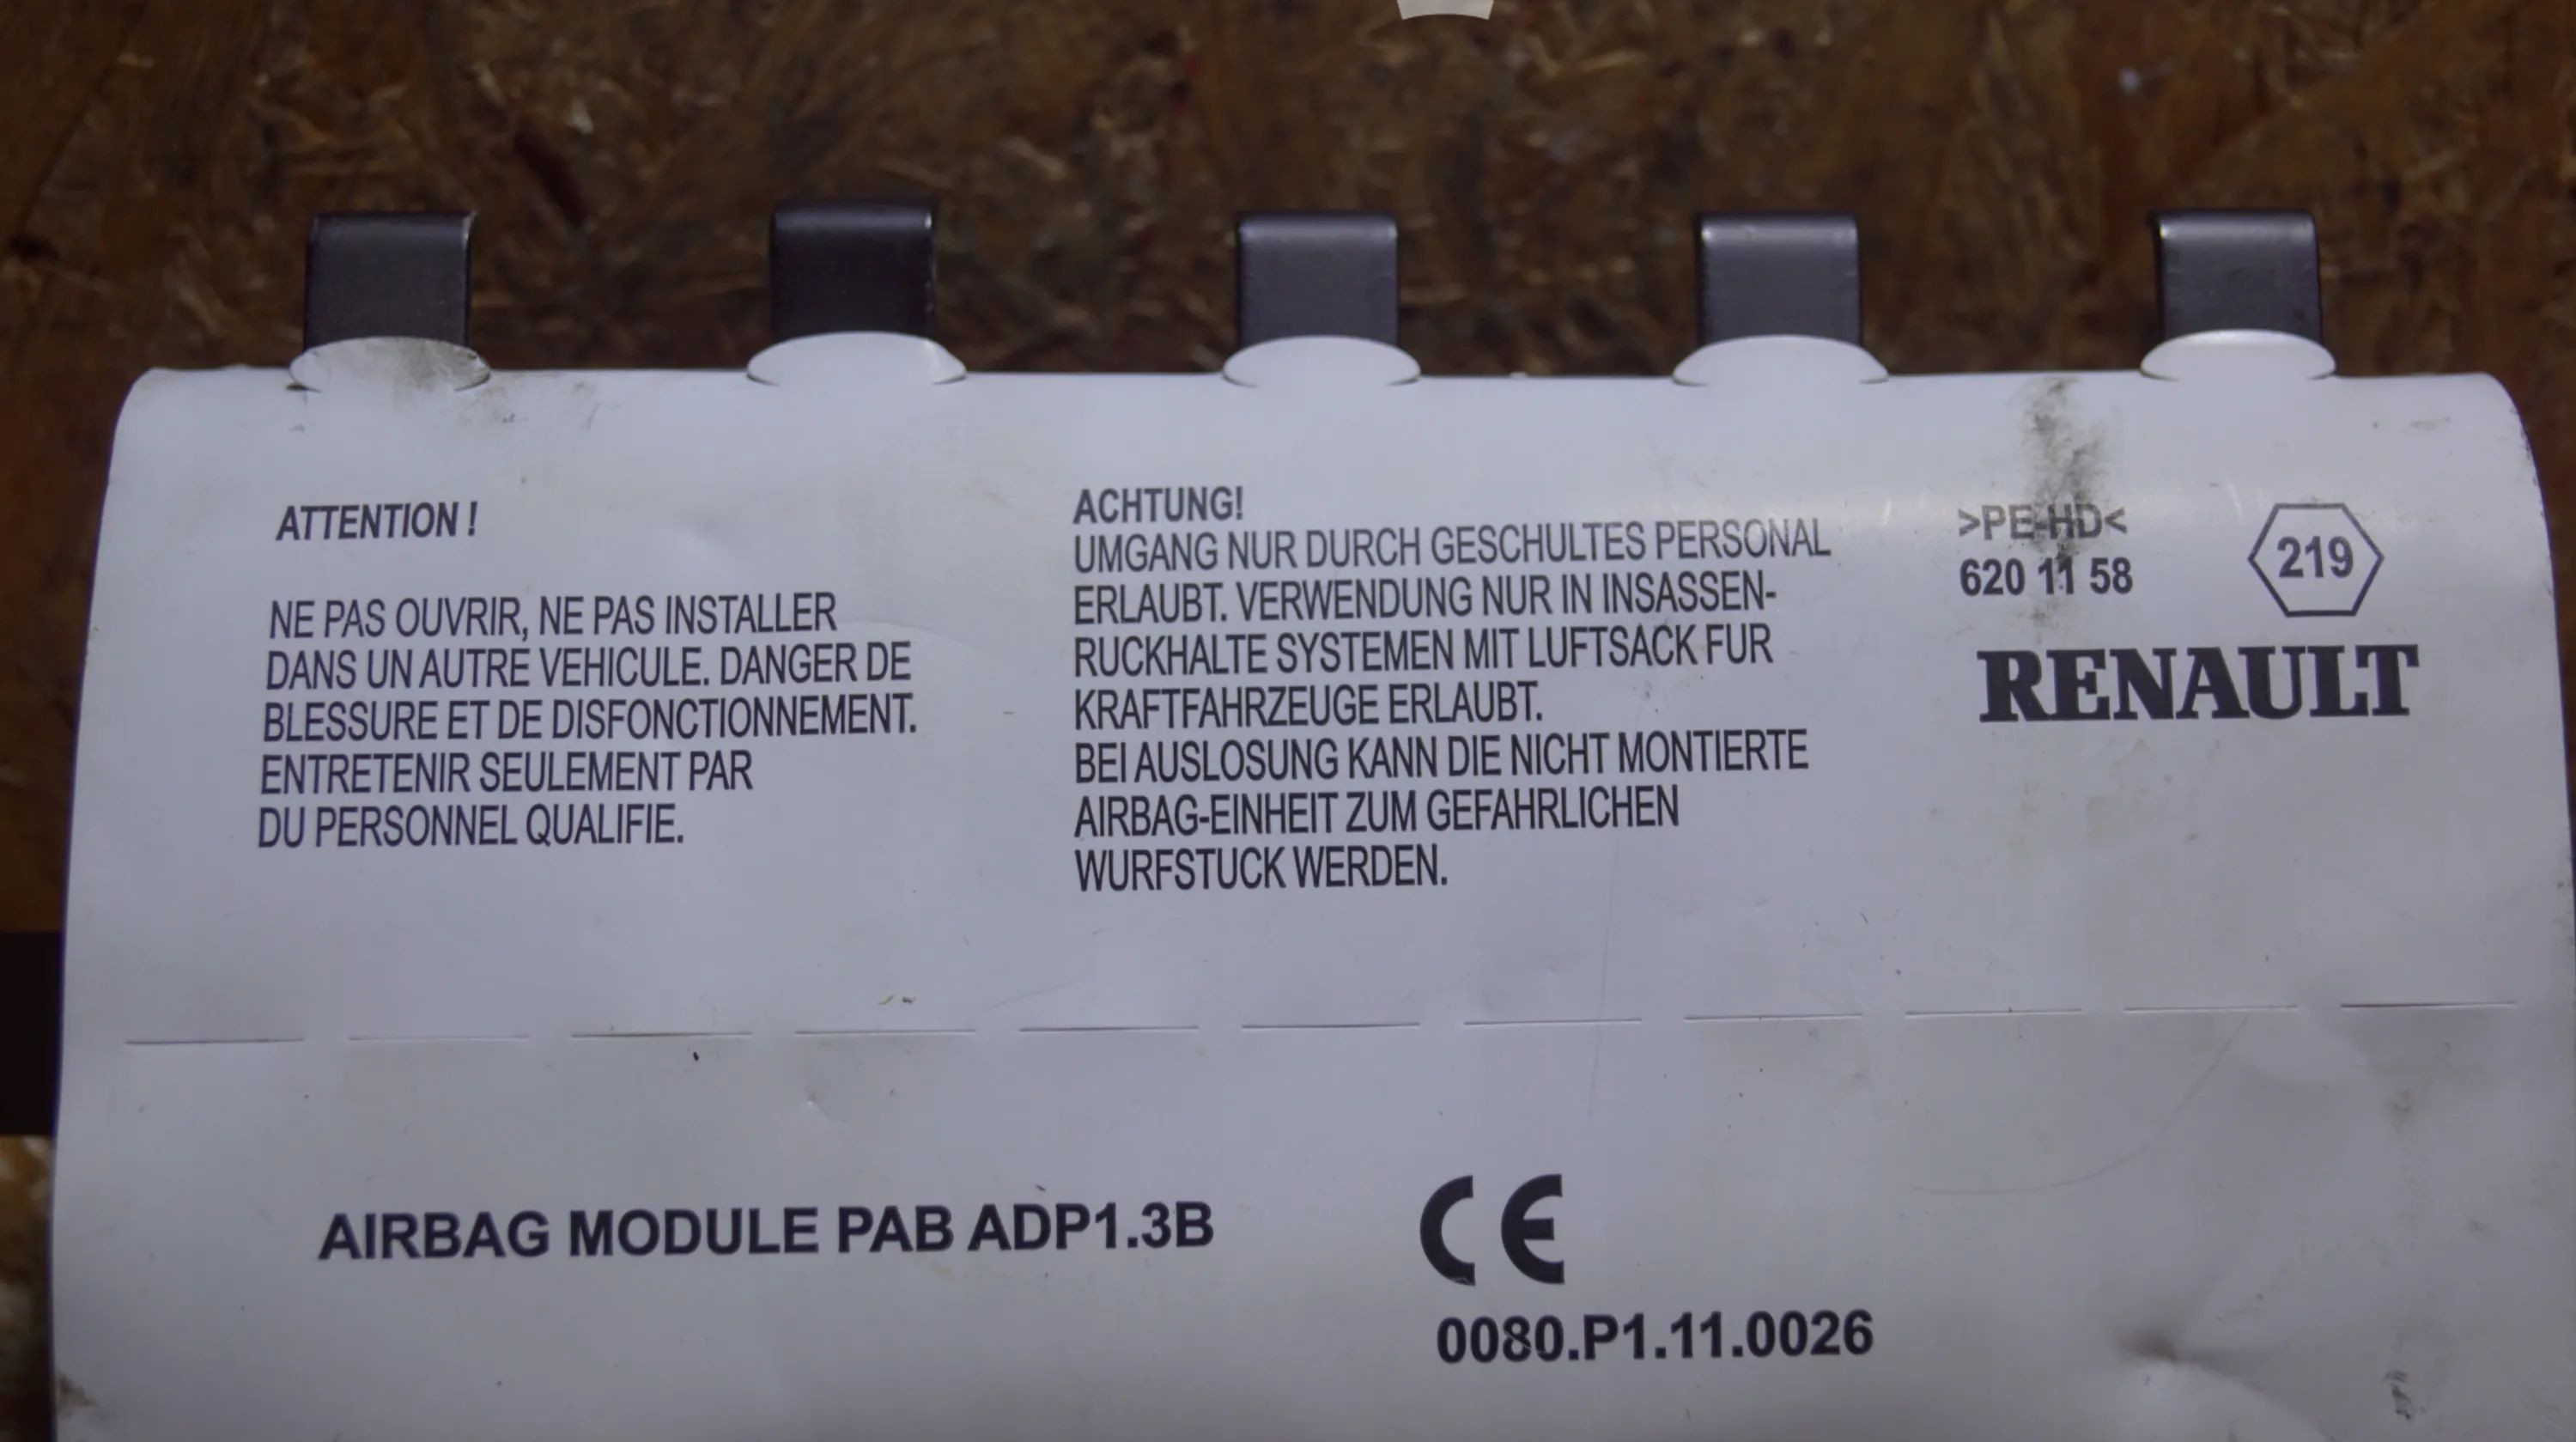 ATTENTION !
NE PAS OUVRIR, NE PAS INSTALLER
DANS UN AUTRE VEHICULE. DANGER DE
BLESSURE ET DE DISFONCTIONNEMENT.
ENTRETENIR SEULEMENT PAR
DU PERSONNEL QUALIFIE.
ACHTUNG!
UMGANG NUR DURCH GESCHULTES PERSONAL
ERLAUBT. VERWENDUNG NUR IN INSASSEN-
RUCKHALTE SYSTEMEN MIT LUFTSACK FUR
KRAFTFAHRZEUGE ERLAUBT.
BEI AUSLOSUNG KANN DIE NICHT MONTIERTE
AIRBAG-EINHEIT ZUM GEFAHRLICHEN
WURFSTUCK WERDEN.
>PE-HD<
620 11 58
219
RENAULT
AIRBAG MODULE PAB ADP1.3B
CE
0080.P1.11.0026